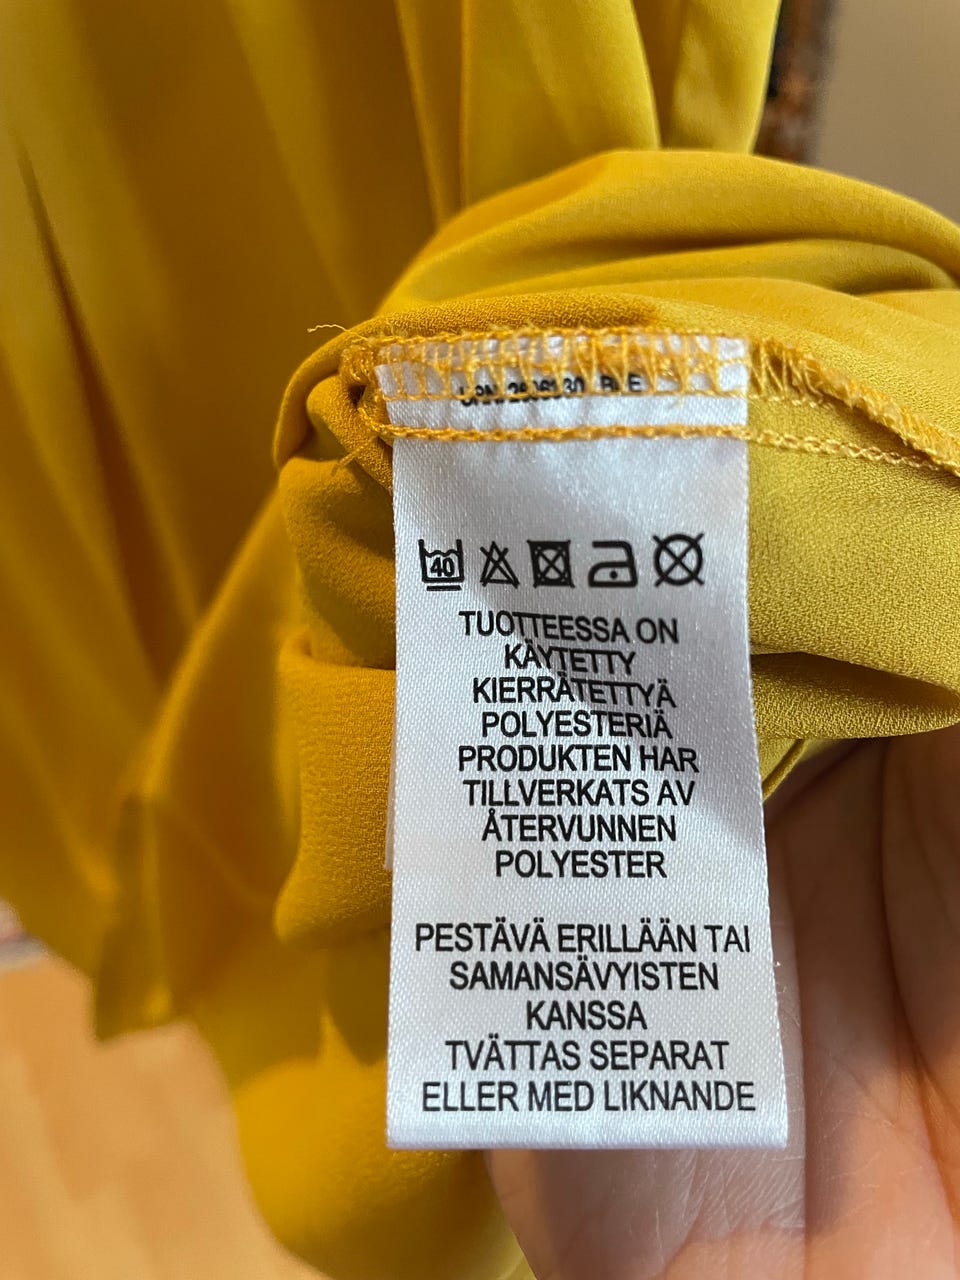 40
TUOTTEESSA ON
KÄYTETTY
KIERRÄTETTYÄ
POLYESTERIÄ
PRODUKTEN HAR
TILLVERKATS AV
ÅTERVUNNEN
POLYESTER
PESTÄVÄ ERILLÄÄN TAI
SAMANSÄVYISTEN
KANSSA
TVÄTTAS SEPARAT
ELLER MED LIKNANDE